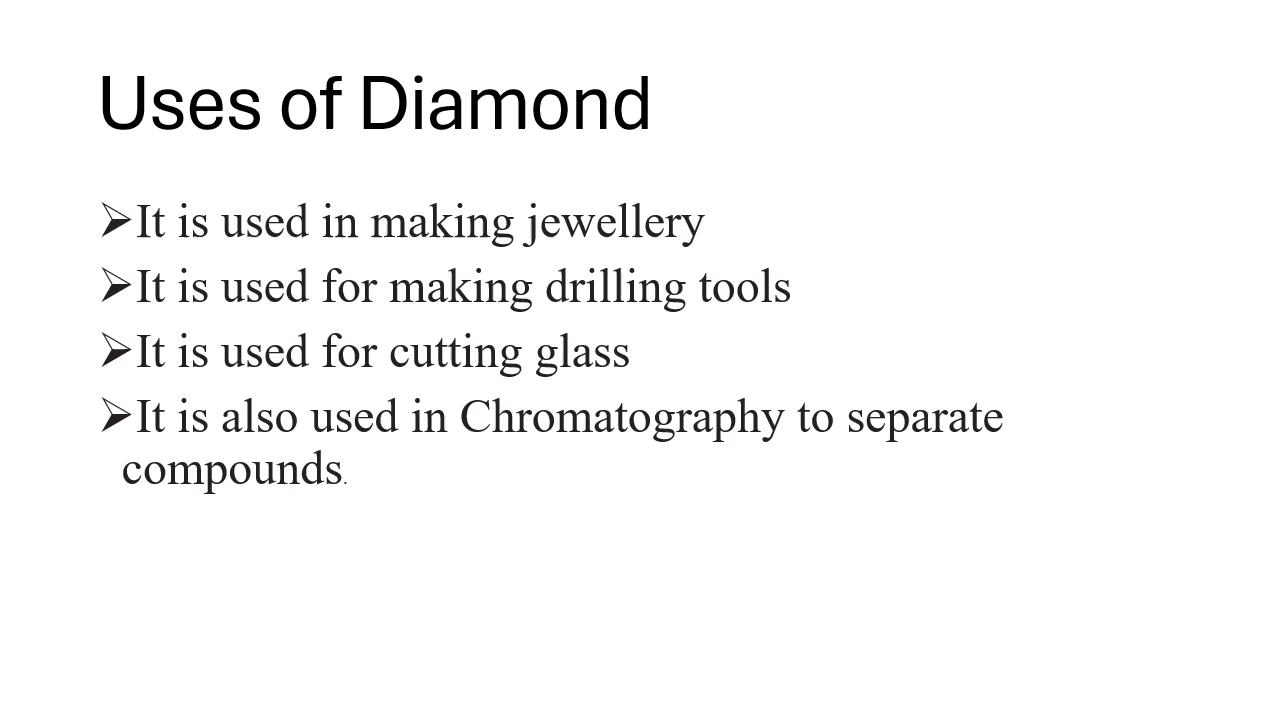 Uses of Diamond
➢It is used in making jewellery
➢It is used for making drilling tools
➢It is used for cutting glass
➢It is also used in Chromatography to separate
compounds.